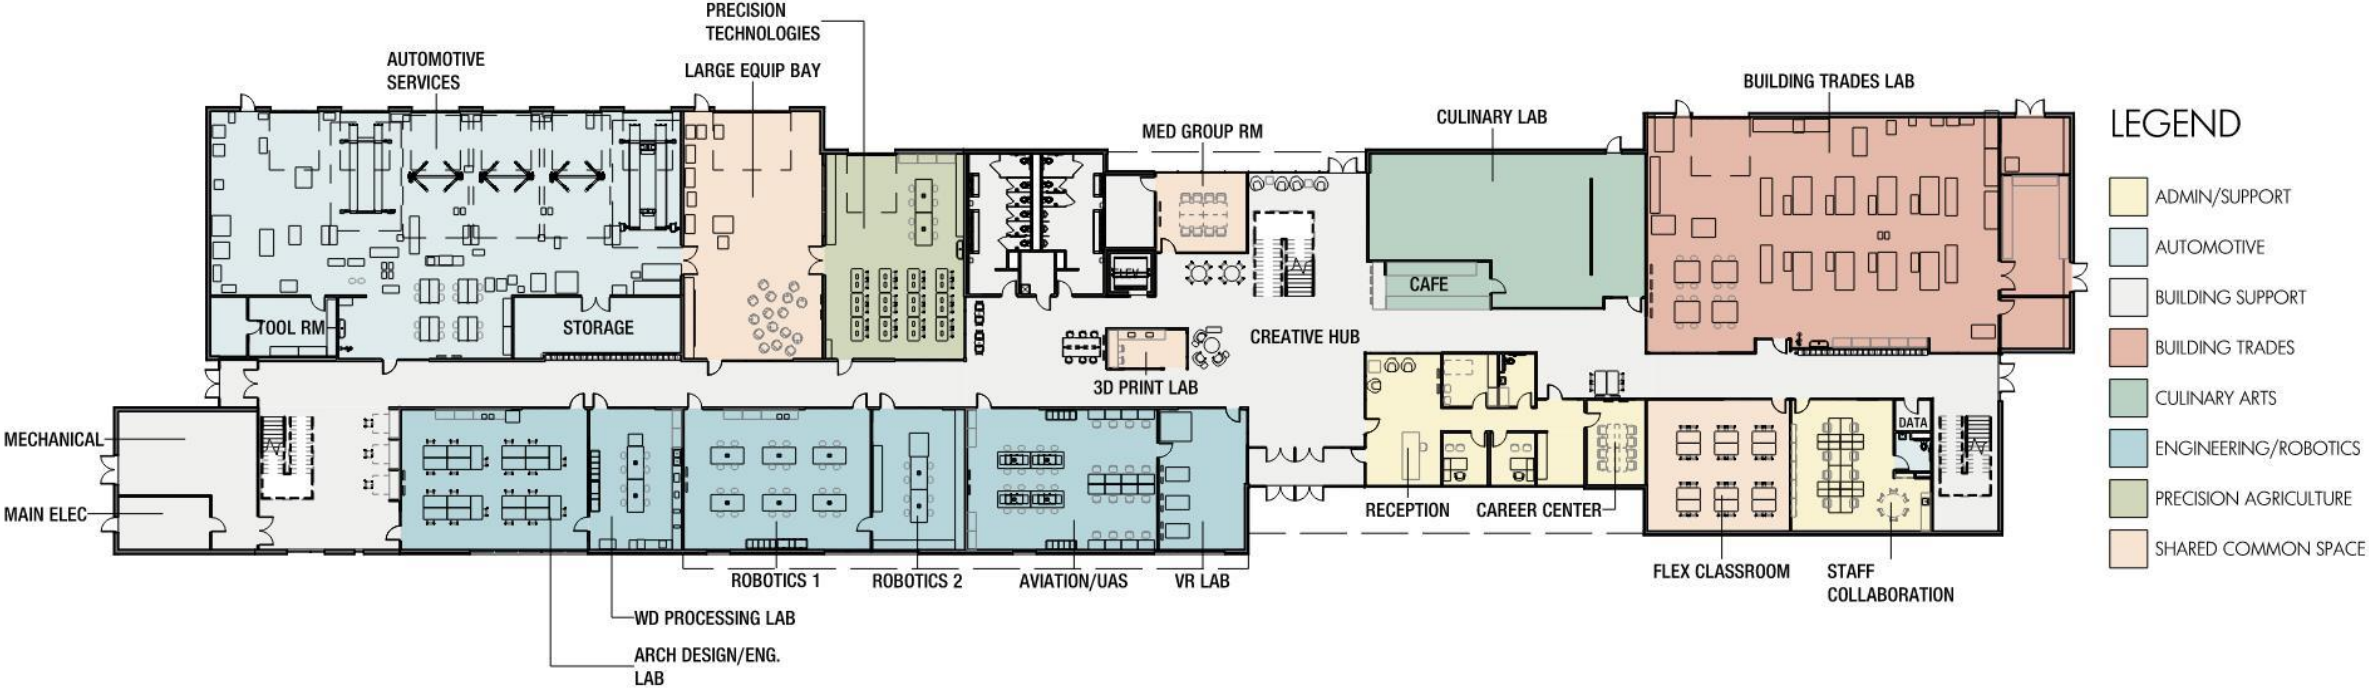 PRECISION
TECHNOLOGIES
AUTOMOTIVE
SERVICES
LARGE EQUIP BAY
MED GROUP RM
CULINARY LAB
BUILDING TRADES LAB
LEGEND
ADMIN/SUPPORT
AUTOMOTIVE
BUILDING SUPPORT
BUILDING TRADES
CULINARY ARTS
ENGINEERING/ROBOTICS
PRECISION AGRICULTURE
SHARED COMMON SPACE
ELEV
CAFE
TOOL RM
STORAGE
CREATIVE HUB
3D PRINT LAB
MECHANICAL
MAIN ELEC
DATA
RECEPTION
CAREER CENTER
ROBOTICS 1
ROBOTICS 2
AVIATION/UAS
VR LAB
FLEX CLASSROOM
STAFF
COLLABORATION
WD PROCESSING LAB
ARCH DESIGN/ENG.
LAB